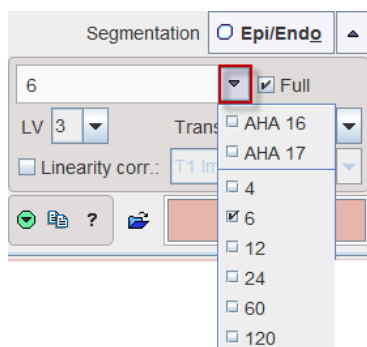 Segmentation Epi/Endo
6 Full
LV 3 Trans
AHA 16
AHA 17
Linearity corr.: T1 Im
4
6
? 12
24
60
120